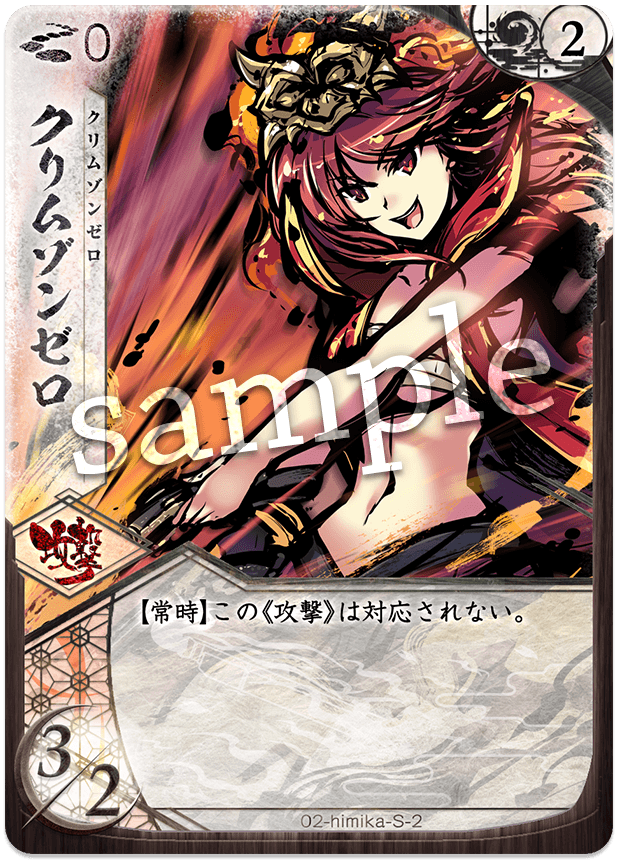 0
2
クリムゾンゼロ
クリムゾンゼロ
sample
攻撃
【常時】この《攻撃》は対応されない。
3/2
02-himika-S-2